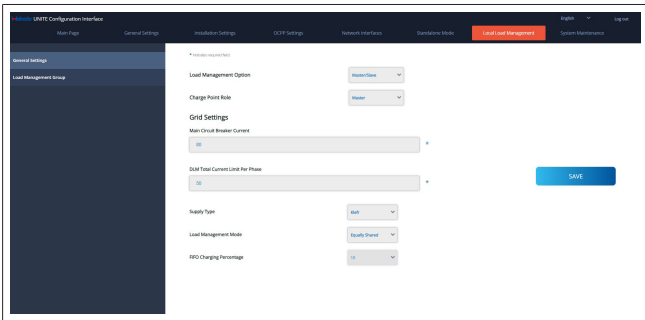 UNITE Configuration Interface
English
Log out
Main Page
General Settings
Installation Settings
OCPP Settings
Network Interfaces
Standalone Mode
Local Load Management
System Maintenance
General Settings
Load Management Group
* indicates required field
Load Management Option
Master/Slave
Charge Point Role
Master
Grid Settings
Main Circuit Breaker Current
*
DLM Total Current Limit Per Phase
*
SAVE
Supply Type
Load Management Mode
Equally Shared
FIFO Charging Percentage